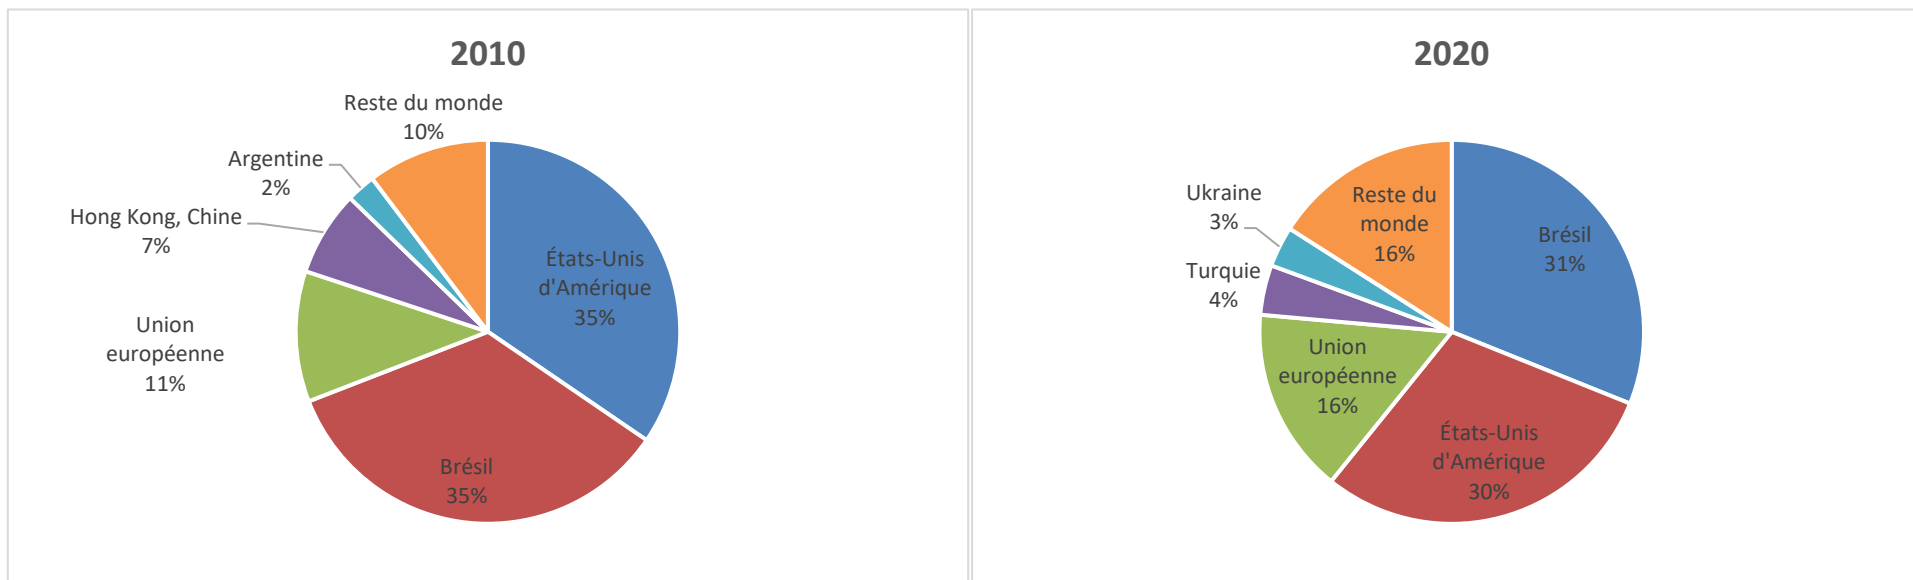 2010
Reste du monde
10%
Argentine
2%
Hong Kong, Chine
7%
Union
européenne
11%
États-Unis
d'Amérique
35%
Brésil
35%
2020
Ukraine
3%
Turquie
4%
Reste du
monde
16%
Brésil
31%
Union
européenne
16%
États-Unis
d'Amérique
30%